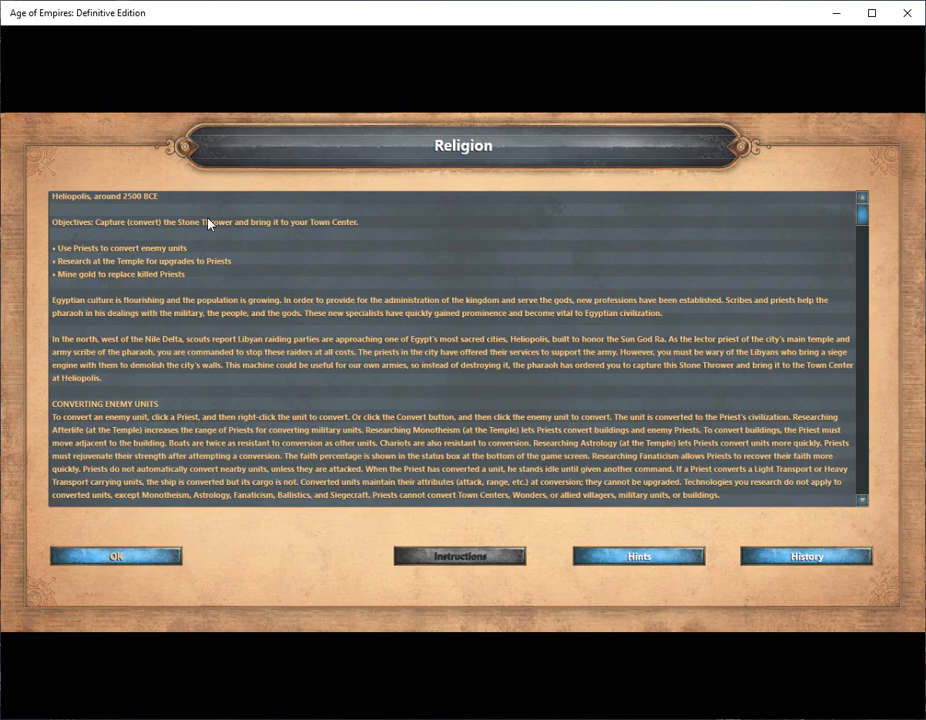 Age of Empires: Definitive Edition
Religion
Heliopolis, around 2500 BCE
Objectives: Capture (convert) the Stone Thrower and bring it to your Town Center.
• Use Priests to convert enemy units
• Research at the Temple for upgrades to Priests
• Mine gold to replace killed Priests
Egyptian culture is flourishing and the population is growing. In order to provide for the administration of the kingdom and serve the gods, new professions have been established. Scribes and priests help the
pharaoh in his dealings with the military, the people, and the gods. These new specialists have quickly gained prominence and become vital to Egyptian civilization.
In the north, west of the Nile Delta, scouts report Libyan raiding parties are approaching one of Egypt's most sacred cities, Heliopolis, built to honor the Sun God Ra. As the lector priest of the city's main temple and
army scribe of the pharaoh, you are commanded to stop these raiders at all costs. The priests in the city have offered their services to support the army. However, you must be wary of the Libyans who bring a siege
engine with them to demolish the city's walls. This machine could be useful for our own armies, so instead of destroying it, the pharaoh has ordered you to capture this Stone Thrower and bring it to the Town Center
at Heliopolis.
CONVERTING ENEMY UNITS
To convert an enemy unit, click a Priest, and then right-click the unit to convert. Or click the Convert button, and then click the enemy unit to convert. The unit is converted to the Priest's civilization. Researching
Afterlife (at the Temple) increases the range of Priests for converting military units. Researching Monotheism (at the Temple) lets Priests convert buildings and enemy Priests. To convert buildings, the Priest must
move adjacent to the building. Boats are twice as resistant to conversion as other units. Chariots are also resistant to conversion. Researching Astrology (at the Temple) lets Priests convert units more quickly. Priests
must rejuvenate their strength after attempting a conversion. The faith percentage is shown in the status box at the bottom of the game screen. Researching Fanaticism allows Priests to recover their faith more
quickly. Priests do not automatically convert nearby units, unless they are attacked. When the Priest has converted a unit, he stands idle until given another command. If a Priest converts a Light Transport or Heavy
Transport carrying units, the ship is converted but its cargo is not. Converted units maintain their attributes (attack, range, etc.) at conversion; they cannot be upgraded. Technologies you research do not apply to
converted units, except Monotheism, Astrology, Fanaticism, Ballistics, and Siegecraft. Priests cannot convert Town Centers, Wonders, or allied villagers, military units, or buildings.
OK
Instructions
Hints
History